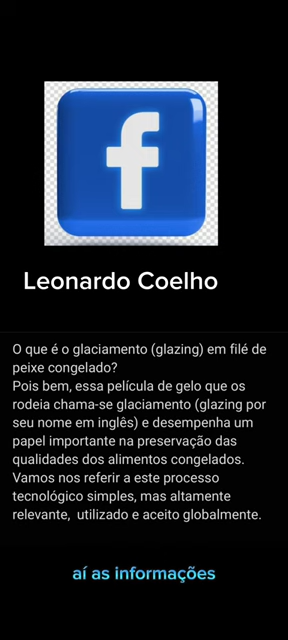 f
Leonardo Coelho
O que é o glaciamento (glazing) em filé de
peixe congelado?
Pois bem, essa película de gelo que os
rodeia chama-se glaciamento (glazing por
seu nome em inglês) e desempenha um
papel importante na preservação das
qualidades dos alimentos congelados.
Vamos nos referir a este processo
tecnológico simples, mas altamente
relevante,  utilizado e aceito globalmente.
aí as informações